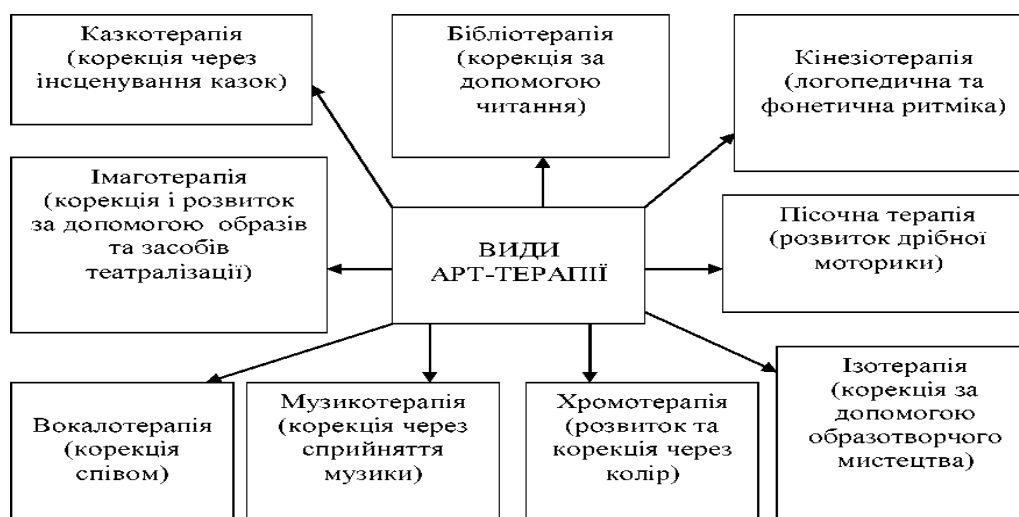 Казкотерапія
(корекція через
інсценування казок)
Бібліотерапія
(корекція за
допомогою
читання)
Кінезіотерапія
(логопедична та
фонетична ритміка)
Імаготерапія
(корекція і розвиток
за допомогою образів
та засобів
театралізації)
ВИДИ
АРТ-ТЕРАПІЇ
Пісочна терапія
(розвиток дрібної
моторики)
Вокалотерапія
(корекція
співом)
Музикотерапія
(корекція через
сприйняття
музики)
Хромотерапія
(розвиток та
корекція через
колір)
Ізотерапія
(корекція за
допомогою
образотворчого
мистецтва)